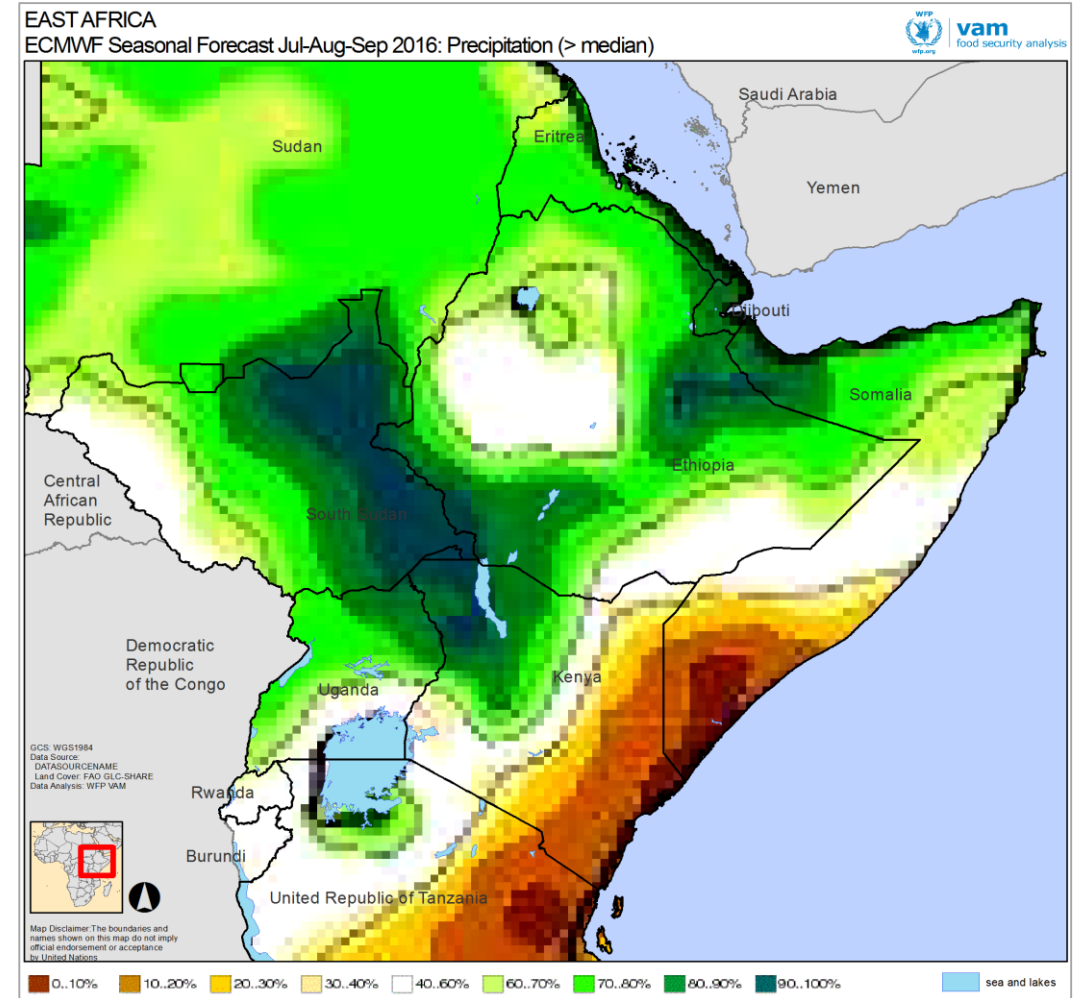 EAST AFRICA
ECMWF Seasonal Forecast Jul-Aug-Sep 2016: Precipitation (> median)
WFP
wfp.org
vam
food security analysis
Saudi Arabia
Sudan
Eritrea
Yemen
Djibouti
Somalia
Ethiopia
Central
African
Republic
South Sudan
Democratic
Republic
of the Congo
Uganda
Kenya
GCS: WGS1984
Data Source:
DATASOURCENAME
Land Cover: FAO GLC-SHARE
Data Analysis: WFP VAM
Rwanda
Burundi
United Republic of Tanzania
Map Disclaimer:The boundaries and
names shown on this map do not imply
official endorsement or acceptance
by United Nations
0..10% 10..20% 20..30% 30..40% 40..60% 60..70% 70..80% 80..90% 90..100% sea and lakes